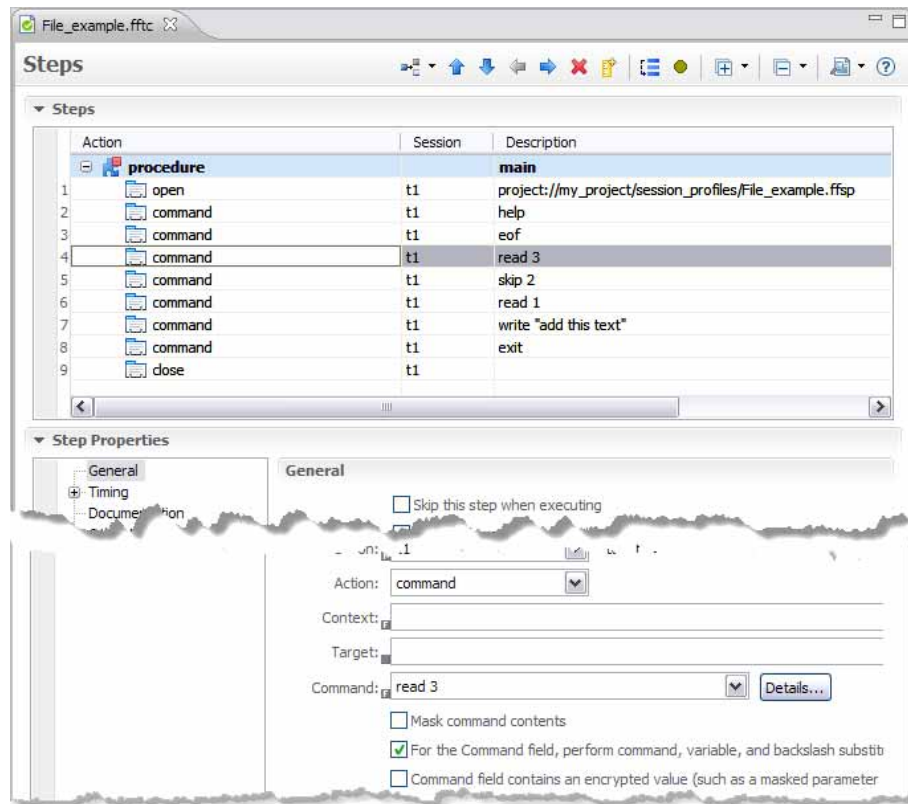 File_example.fftc
Steps
Steps
Action Session Description
procedure main
1 open t1 project://my_project/session_profiles/File_example.ffsp
2 command t1 help
3 command t1 eof
4 command t1 read 3
5 command t1 skip 2
6 command t1 read 1
7 command t1 write "add this text"
8 command t1 exit
9 close t1
Step Properties
General
Timing
Documentation
General
Skip this step when executing
Action: command
Context:
Target:
Command: read 3 Details...
Mask command contents
For the Command field, perform command, variable, and backslash substit
Command field contains an encrypted value (such as a masked parameter